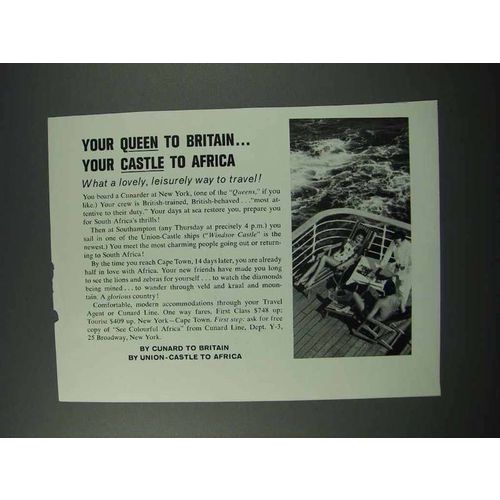 YOUR QUEEN TO BRITAIN...
YOUR CASTLE TO AFRICA
What a lovely, leisurely way to travel!
You board a Cunarder at New York, (one of the "Queens," if you
like.) Your crew is British-trained, British-behaved . . . "most at-
tentive to their duty." Your days at sea restore you, prepare you
for South Africa's thrills!
Then at Southampton (any Thursday at precisely 4 p.m.) you
sail in one of the Union-Castle ships ("Windsor Castle" is the
newest.) You meet the most charming people going out or return-
ing to South Africa!
By the time you reach Cape Town, 14 days later, you are already
half in love with Africa. Your new friends have made you long
to see the lions and zebras for yourself . . . to watch the diamonds
being mined . . . to wander through veld and kraal and moun-
tain. A glorious country!
Comfortable, modern accommodations through your Travel
Agent or Cunard Line. One way fares, First Class $748 up;
Tourist $409 up. New York—Cape Town. First step: ask for free
copy of "See Colourful Africa" from Cunard Line, Dept. Y-3,
25 Broadway, New York.
BY CUNARD TO BRITAIN
BY UNION-CASTLE TO AFRICA